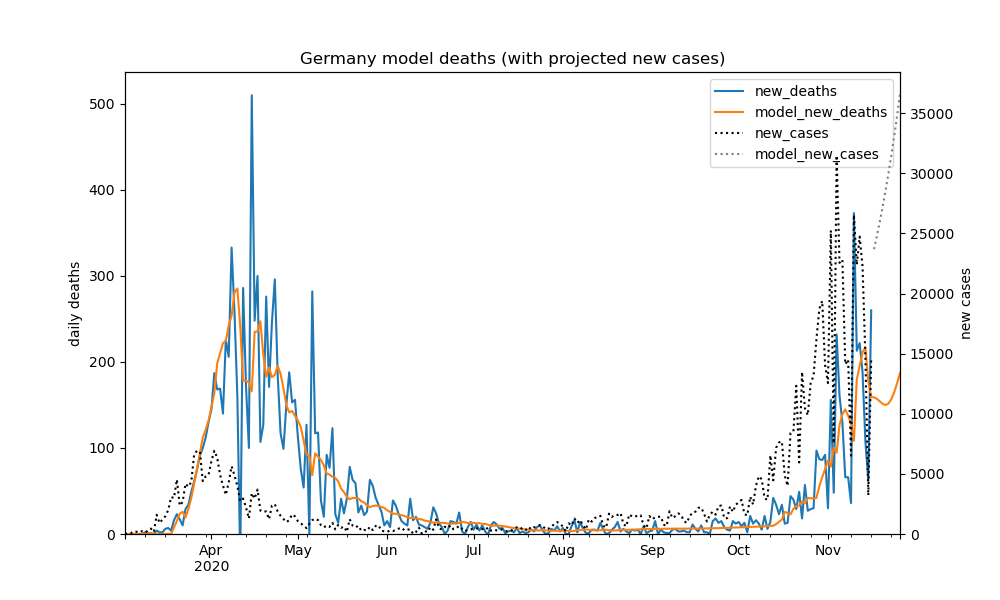 Germany model deaths (with projected new cases)
new_deaths
model_new_deaths
new_cases
model_new_cases
daily deaths
500
400
300
200
100
0
35000
30000
25000
20000
15000
10000
5000
0
new cases
Apr
2020
May
Jun
Jul
Aug
Sep
Oct
Nov